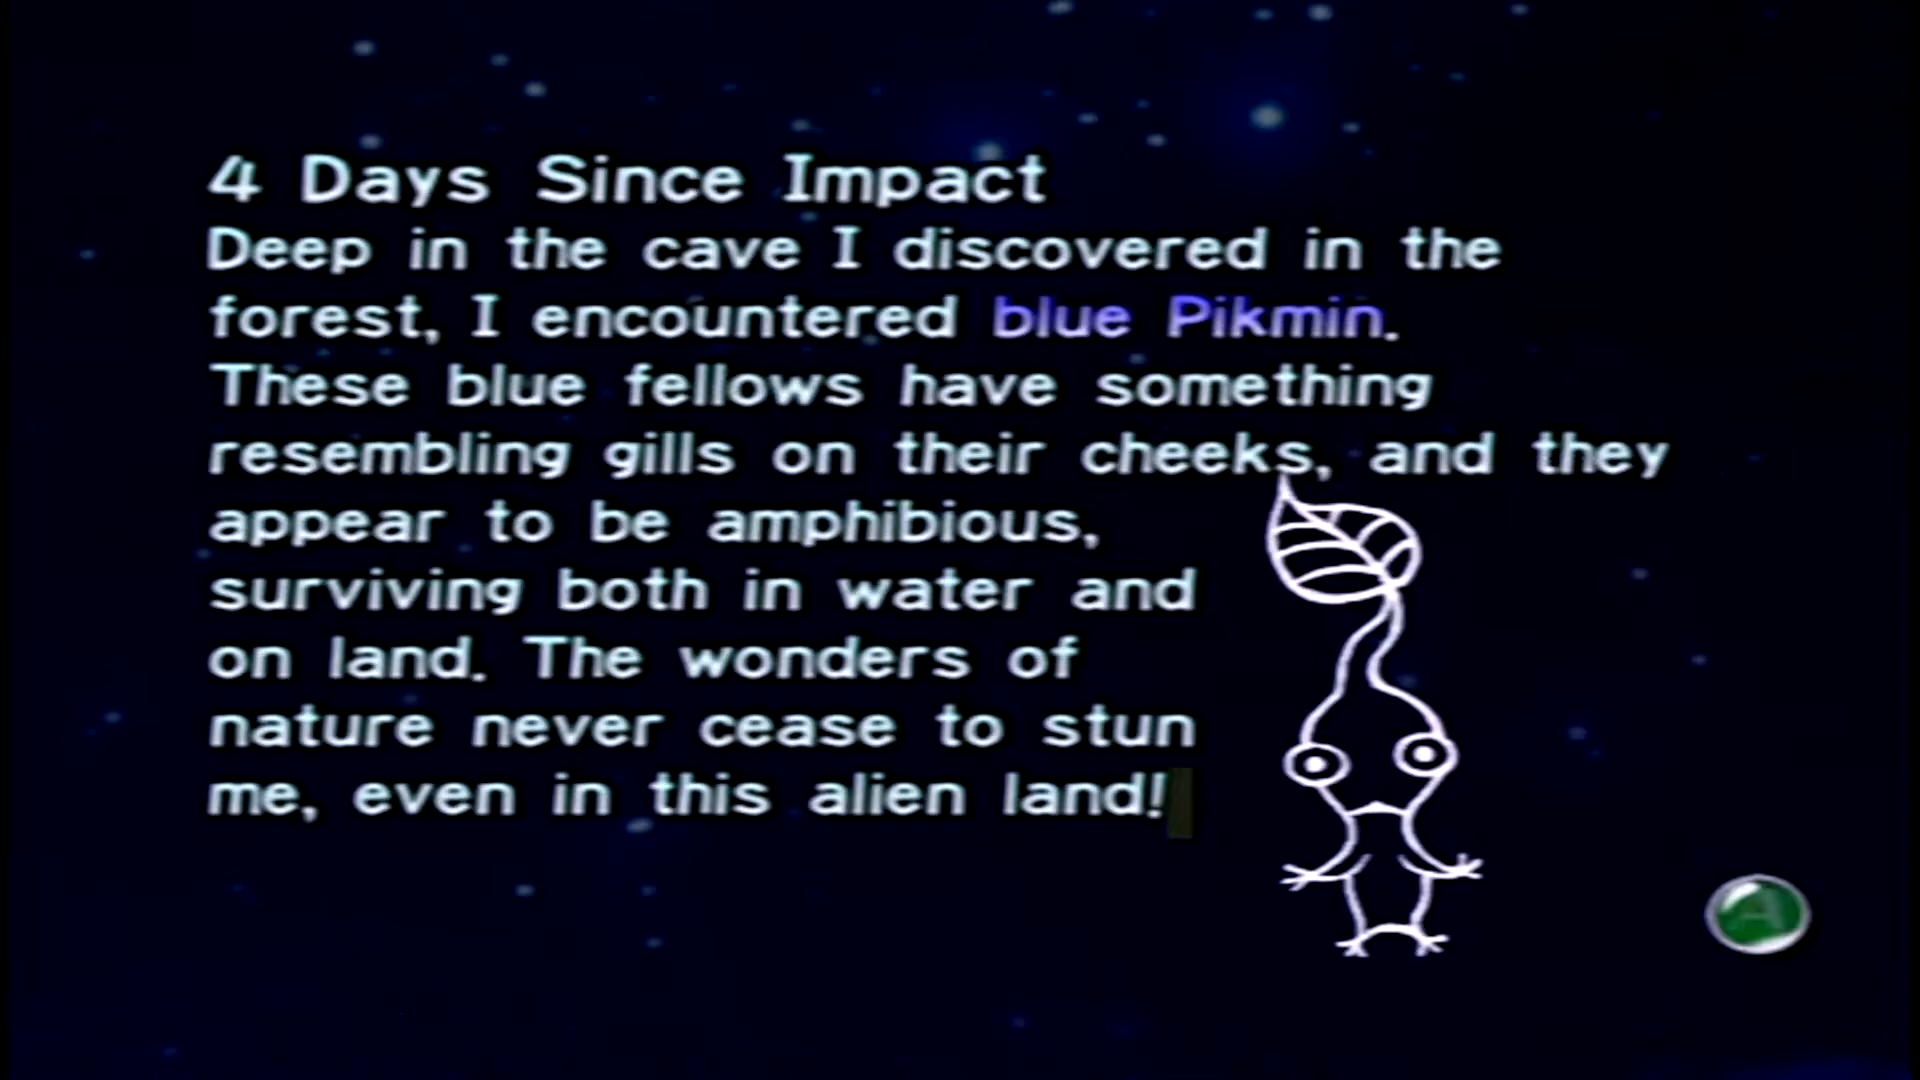 4 Days Since Impact
Deep in the cave I discovered in the
forest, I encountered blue Pikmin.
These blue fellows have something
resembling gills on their cheeks, and they
appear to be amphibious,
surviving both in water and
on land. The wonders of
nature never cease to stun
me, even in this alien land!
A